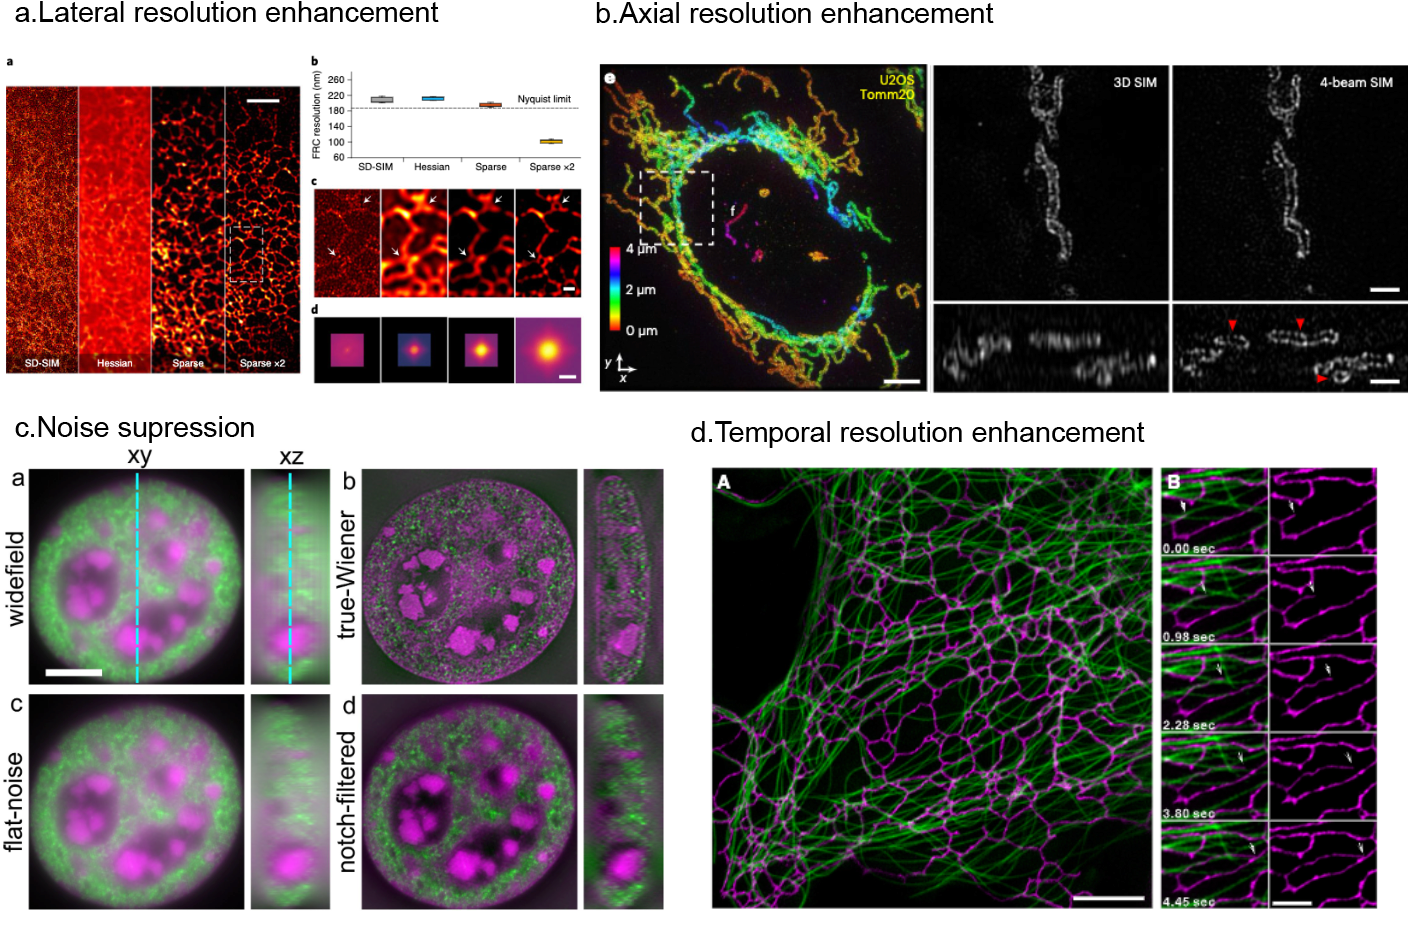 a.Lateral resolution enhancement
a
SD-SIM
Hessian
Sparse
Sparse ×2
b
FRC resolution (nm)
260
220
180
140
100
60
Nyquist limit
SD-SIM
Hessian
Sparse
Sparse ×2
c
d
b.Axial resolution enhancement
e
U2OS
Tomm20
f
4 µm
2 µm
0 µm
y
x
3D SIM
4-beam SIM
c.Noise supression
xy
xz
a
widefield
b
true-Wiener
c
flat-noise
d
notch-filtered
d.Temporal resolution enhancement
A
B
0.00 sec
0.98 sec
2.28 sec
3.80 sec
4.45 sec